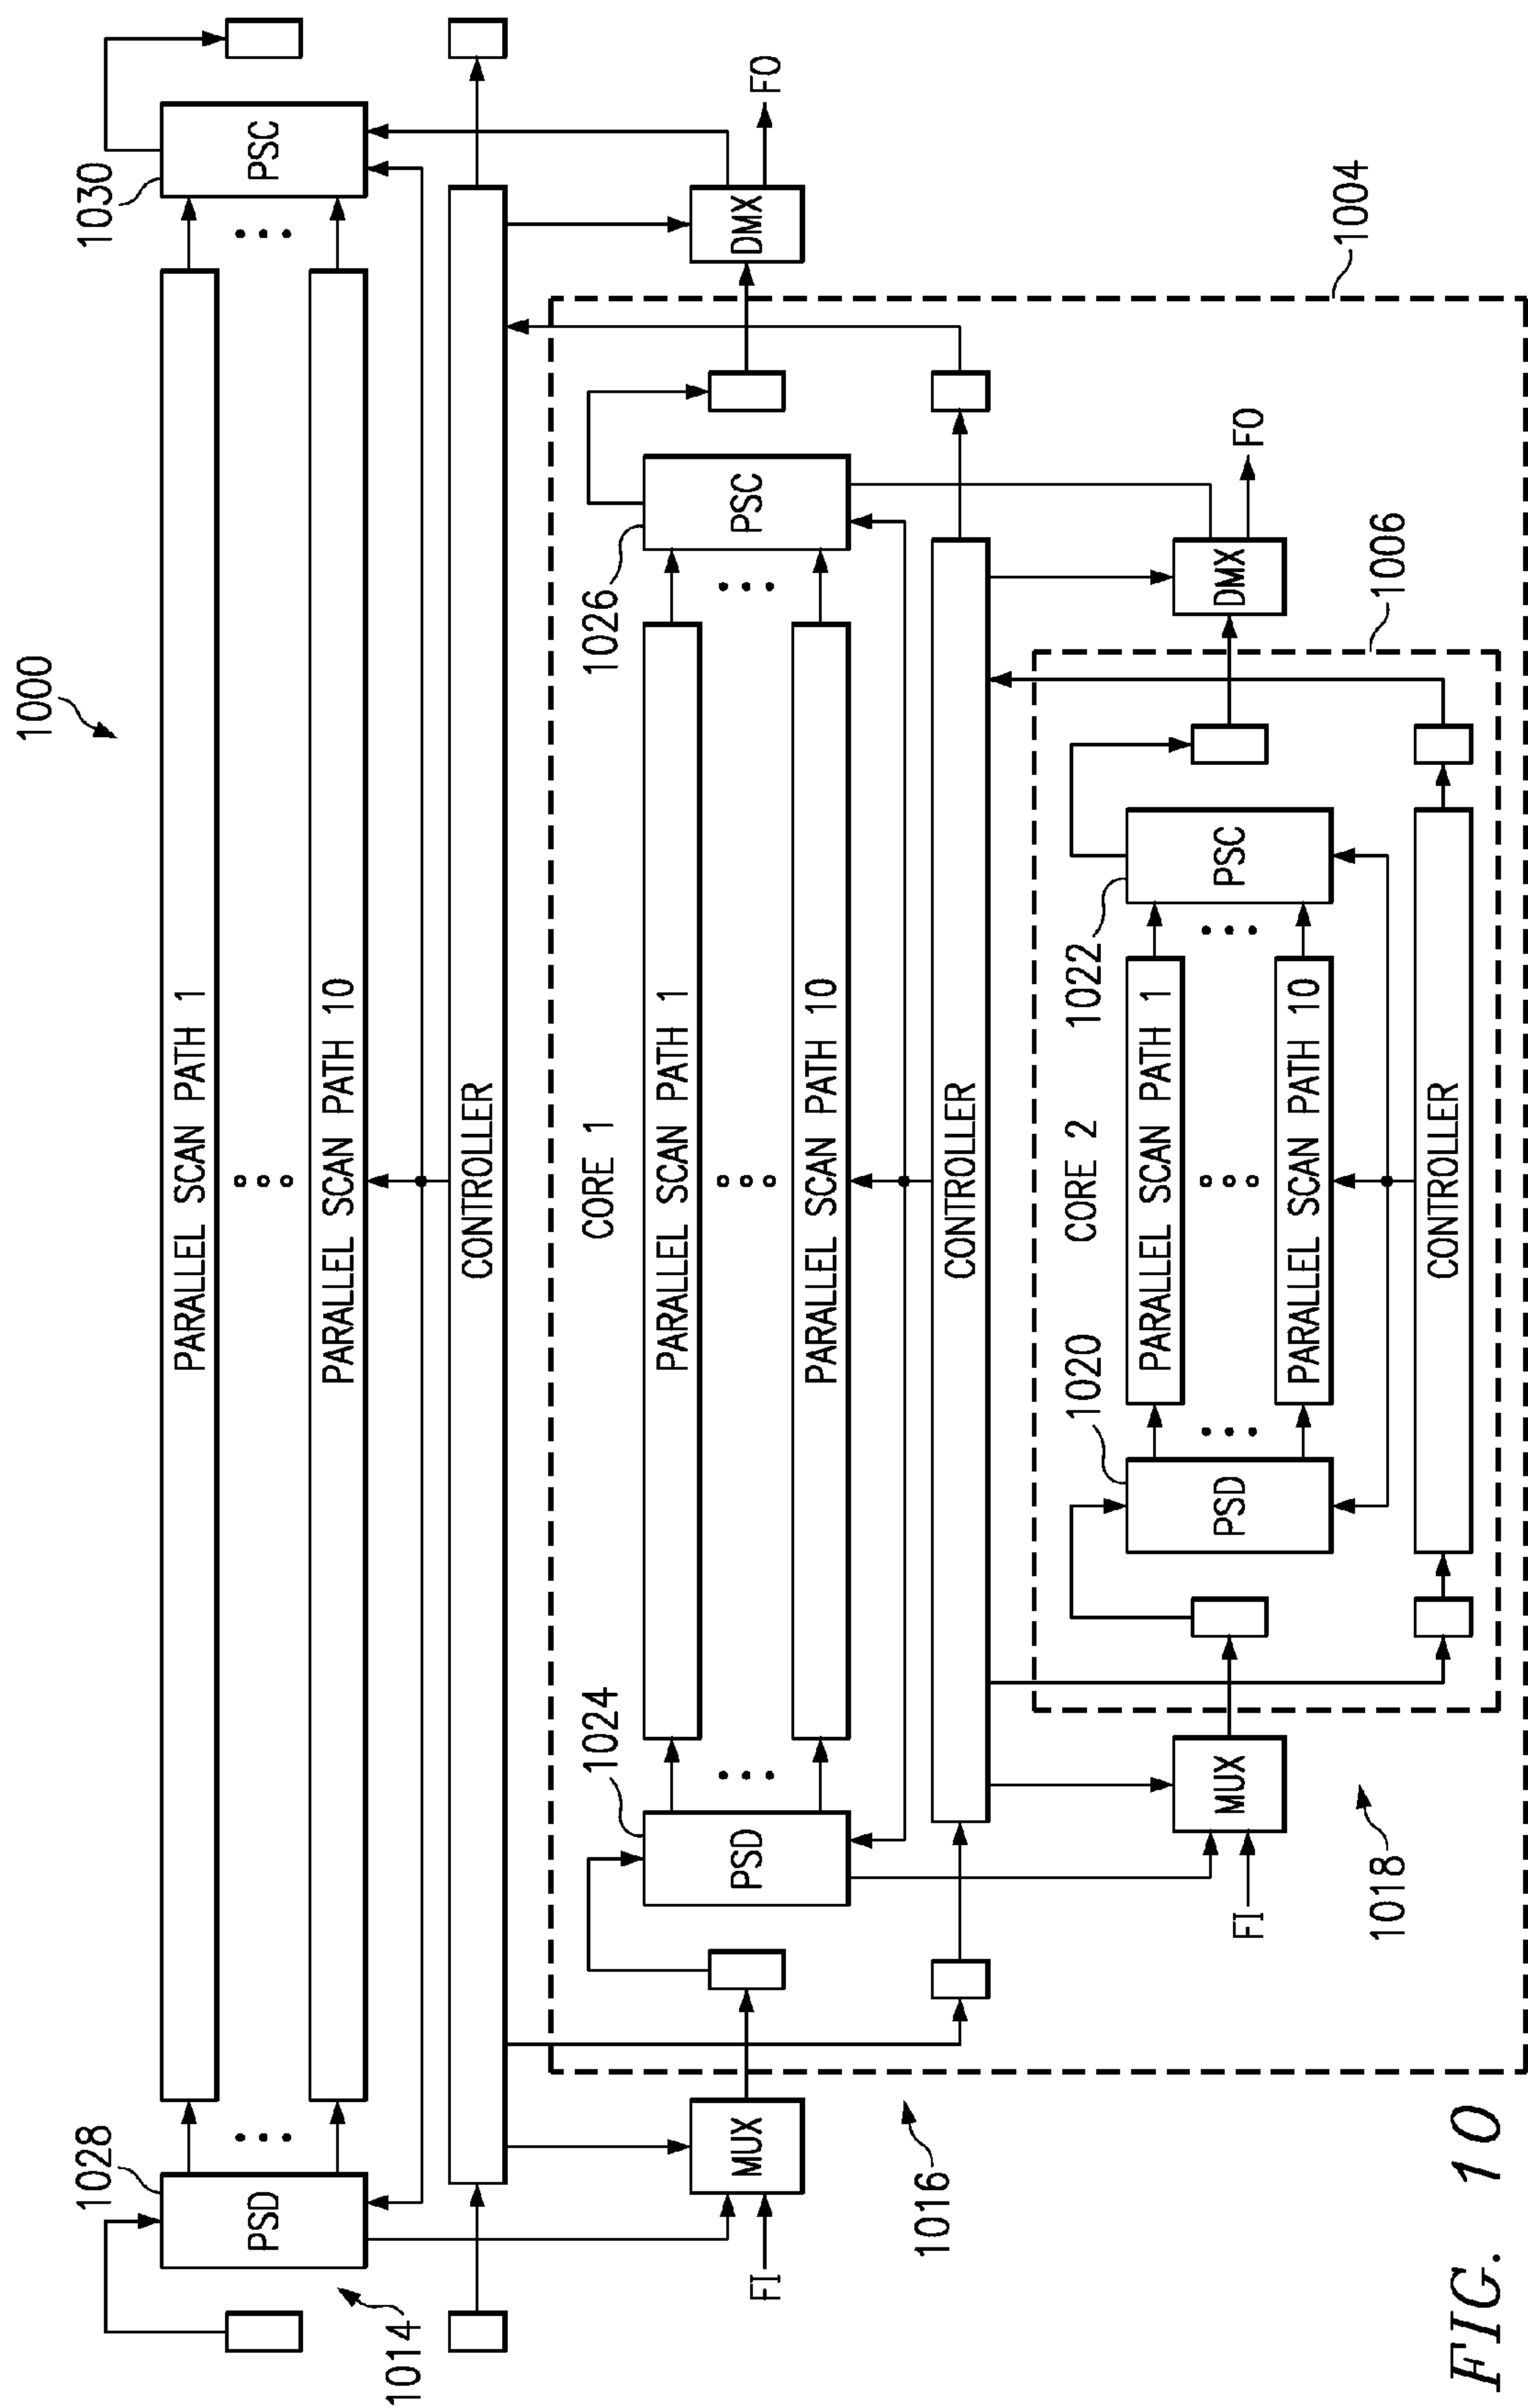 1000
1028
1030
PSD
PARALLEL SCAN PATH 1
PARALLEL SCAN PATH 10
PSC
1014
CONTROLLER
MUX
FI
DMX
FO
1016
CORE 1
1024
1026
PSD
PARALLEL SCAN PATH 1
PARALLEL SCAN PATH 10
PSC
CONTROLLER
1004
MUX
FI
DMX
FO
1018
1006
1020
CORE 2
1022
PSD
PARALLEL SCAN PATH 1
PARALLEL SCAN PATH 10
PSC
CONTROLLER
FIG. 10